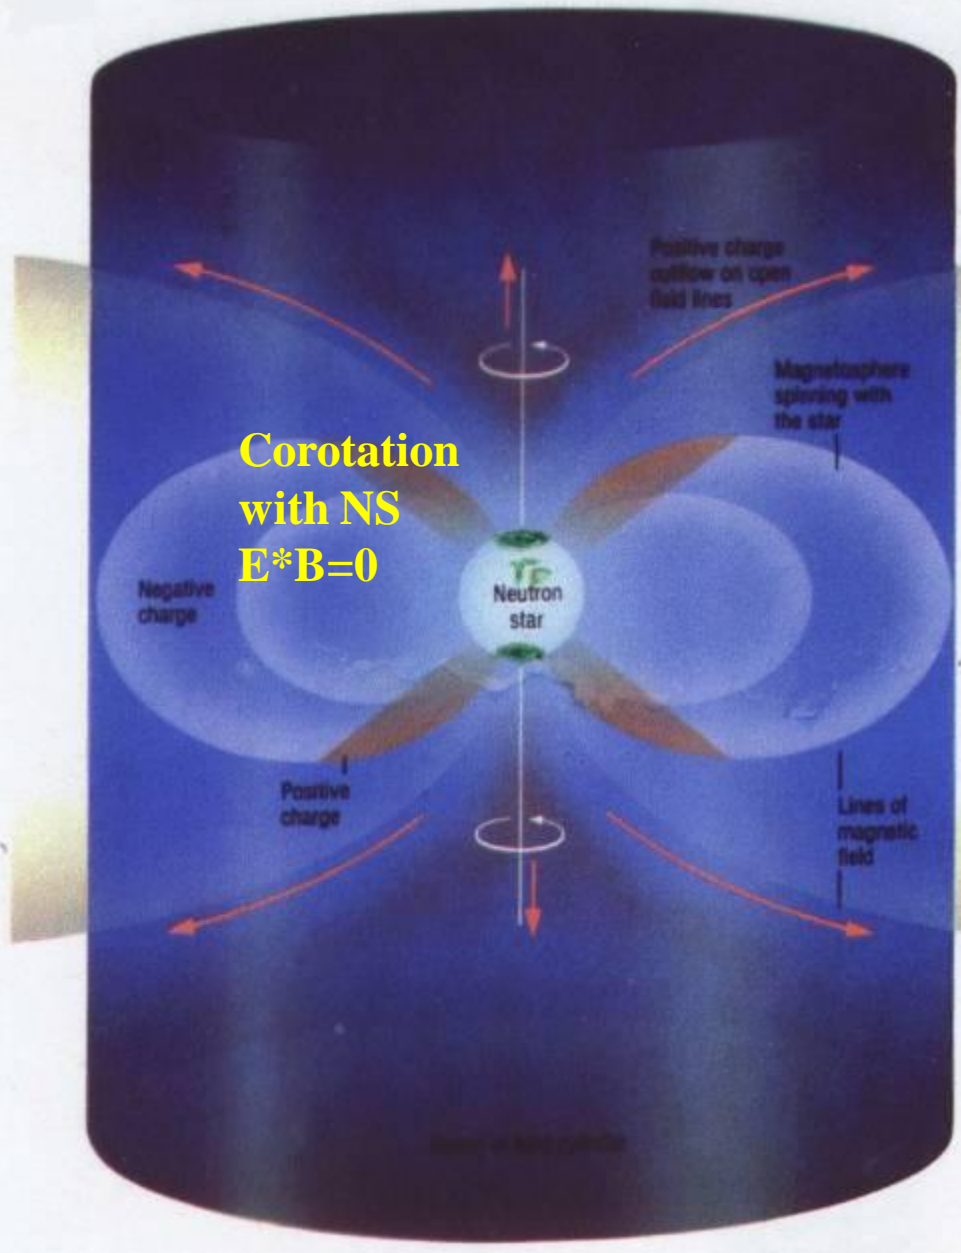 Positive charge
outflow on open
field lines
Magnetosphere
spinning with
the star
Corotation
with NS
E*B=0
Negative
charge
Neutron
star
Positive
charge
Lines of
magnetic
field